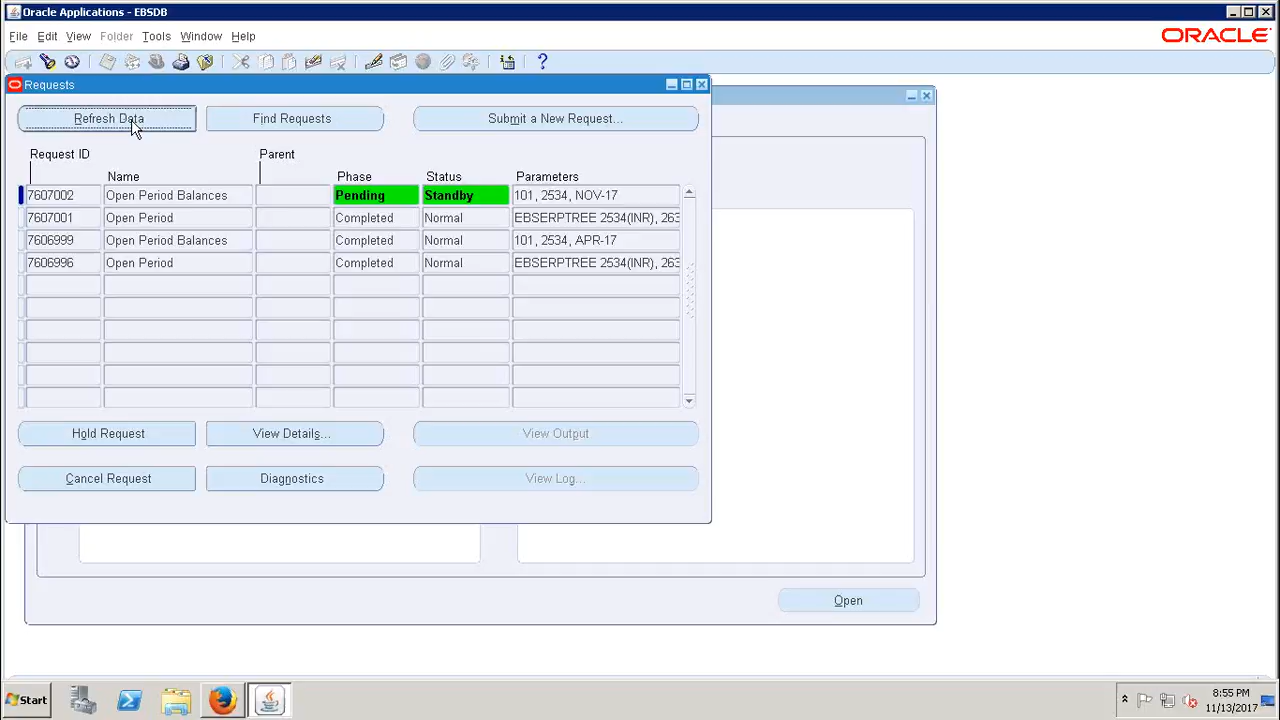 Oracle Applications - EBSDB
File Edit View Folder Tools Window Help
ORACLE
Requests
Refresh Data Find Requests Submit a New Request...
Request ID Parent
Name Phase Status Parameters
7607002 Open Period Balances Pending Standby 101, 2534, NOV-17
7607001 Open Period Completed Normal EBSERPTREE 2534(INR), 263
7606999 Open Period Balances Completed Normal 101, 2534, APR-17
7606996 Open Period Completed Normal EBSERPTREE 2534(INR), 263
Hold Request View Details... View Output
Cancel Request Diagnostics View Log...
Open
Start
8:55 PM
11/13/2017